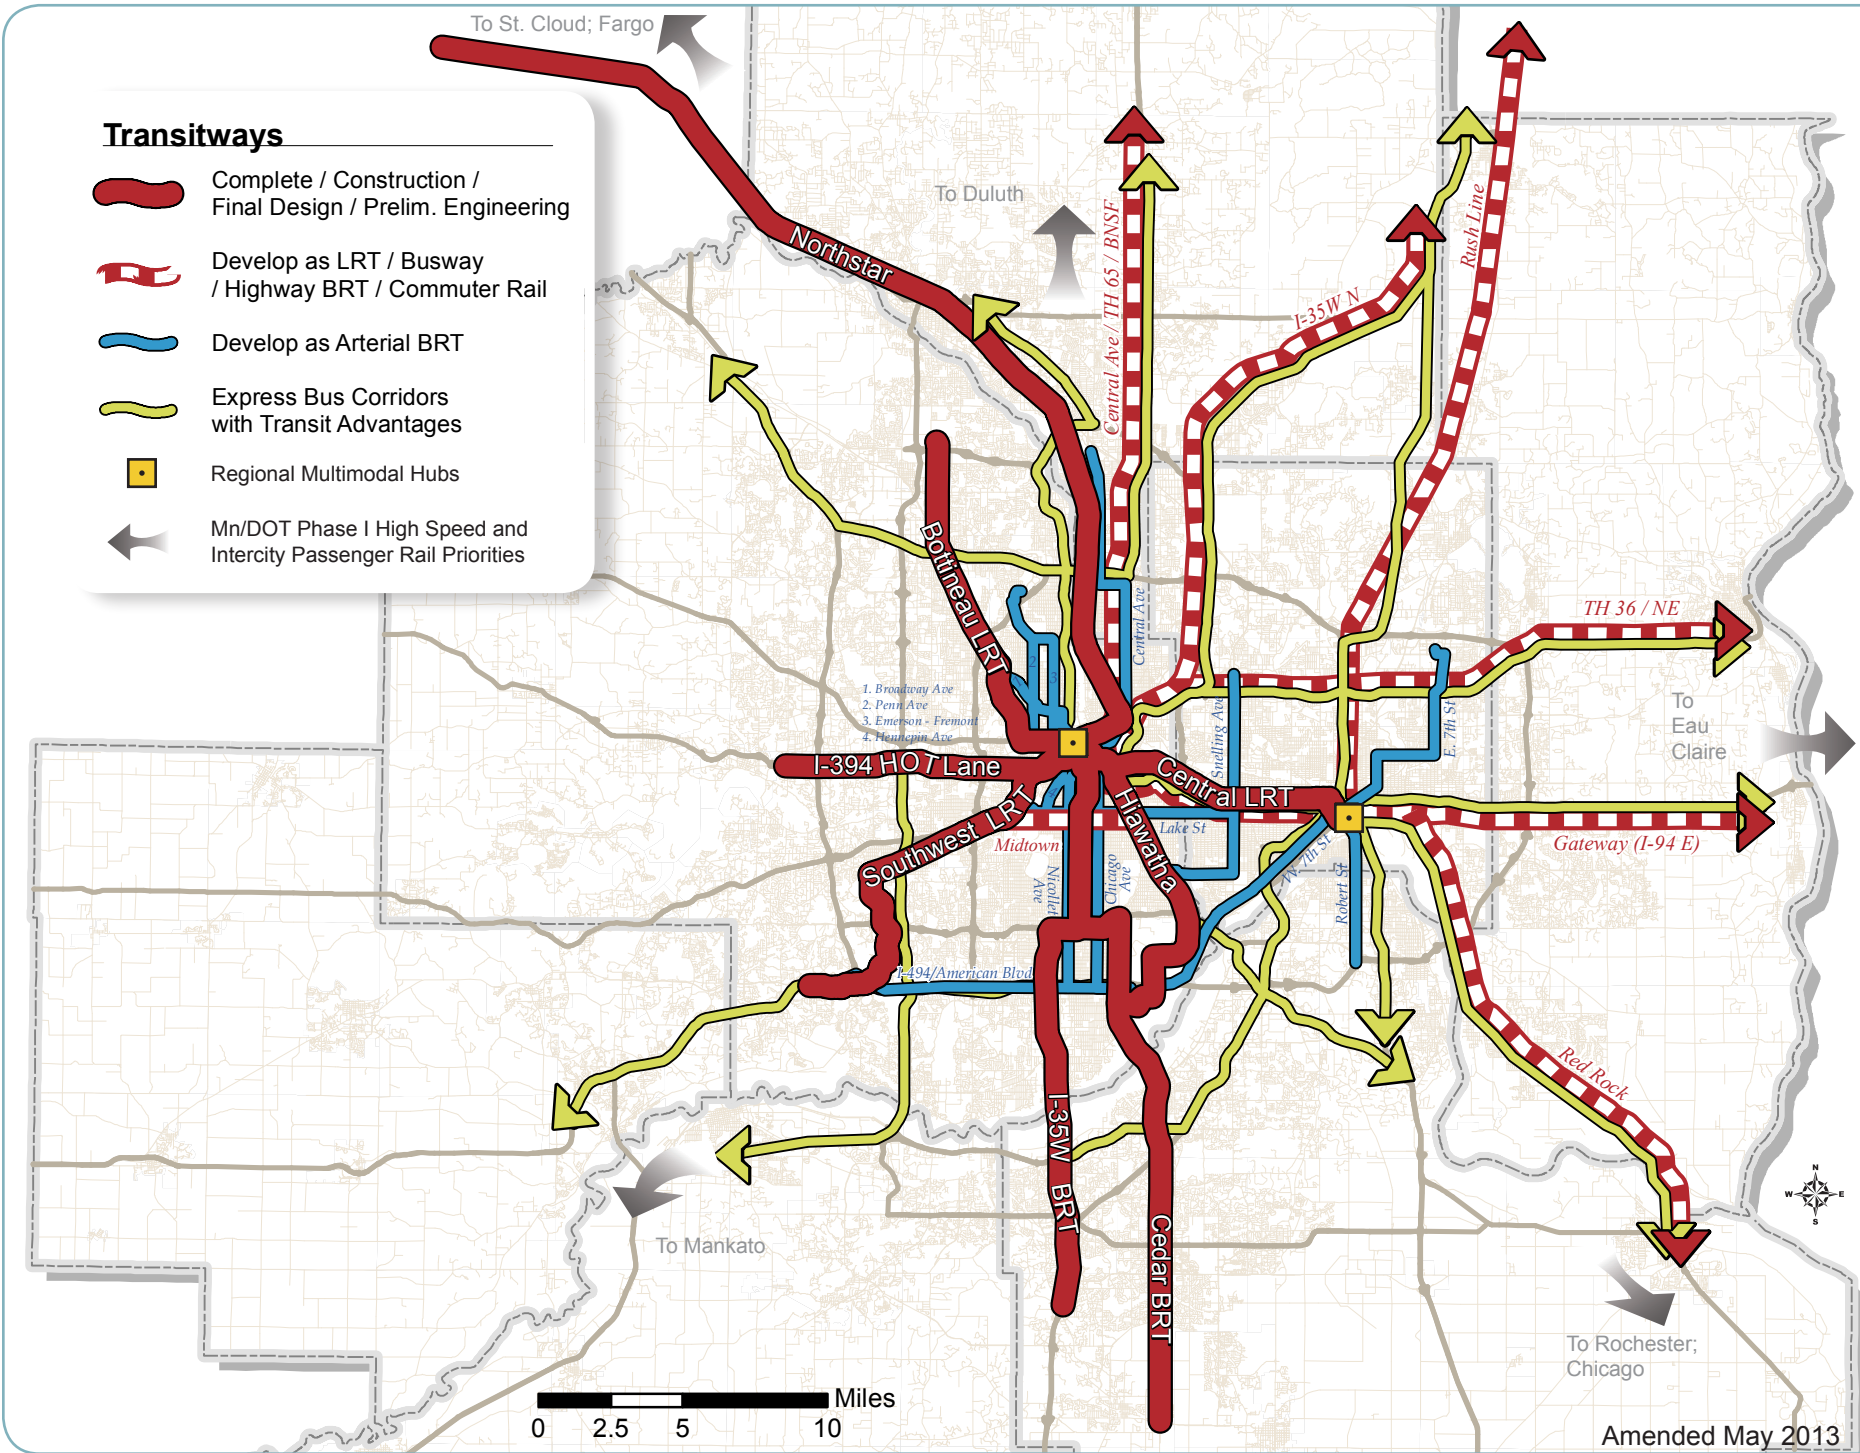 To St. Cloud; Fargo
Transitways
Complete / Construction /
Final Design / Prelim. Engineering
Develop as LRT / Busway
/ Highway BRT / Commuter Rail
Develop as Arterial BRT
Express Bus Corridors
with Transit Advantages
Regional Multimodal Hubs
Mn/DOT Phase I High Speed and
Intercity Passenger Rail Priorities
To Duluth
Northstar
Central Ave / TH 65 / BNSF
I-35W N
Rush Line
Bottineau LRT
Central Ave
TH 36 / NE
2
3
1. Broadway Ave
2. Penn Ave
3. Emerson - Fremont
4. Hennepin Ave
To
Eau
Claire
Snelling Ave
E. 7th St
I-394 HOT Lane
Central LRT
Southwest LRT
Hiawatha
Lake St
Midtown
Gateway (I-94 E)
W. 7th St
Nicollet
Ave
Chicago
Ave
Robert St
I-494/American Blvd
Red Rock
I-35W BRT
Cedar BRT
To Mankato
N
W
E
S
To Rochester;
Chicago
Miles
0 2.5 5 10
Amended May 2013